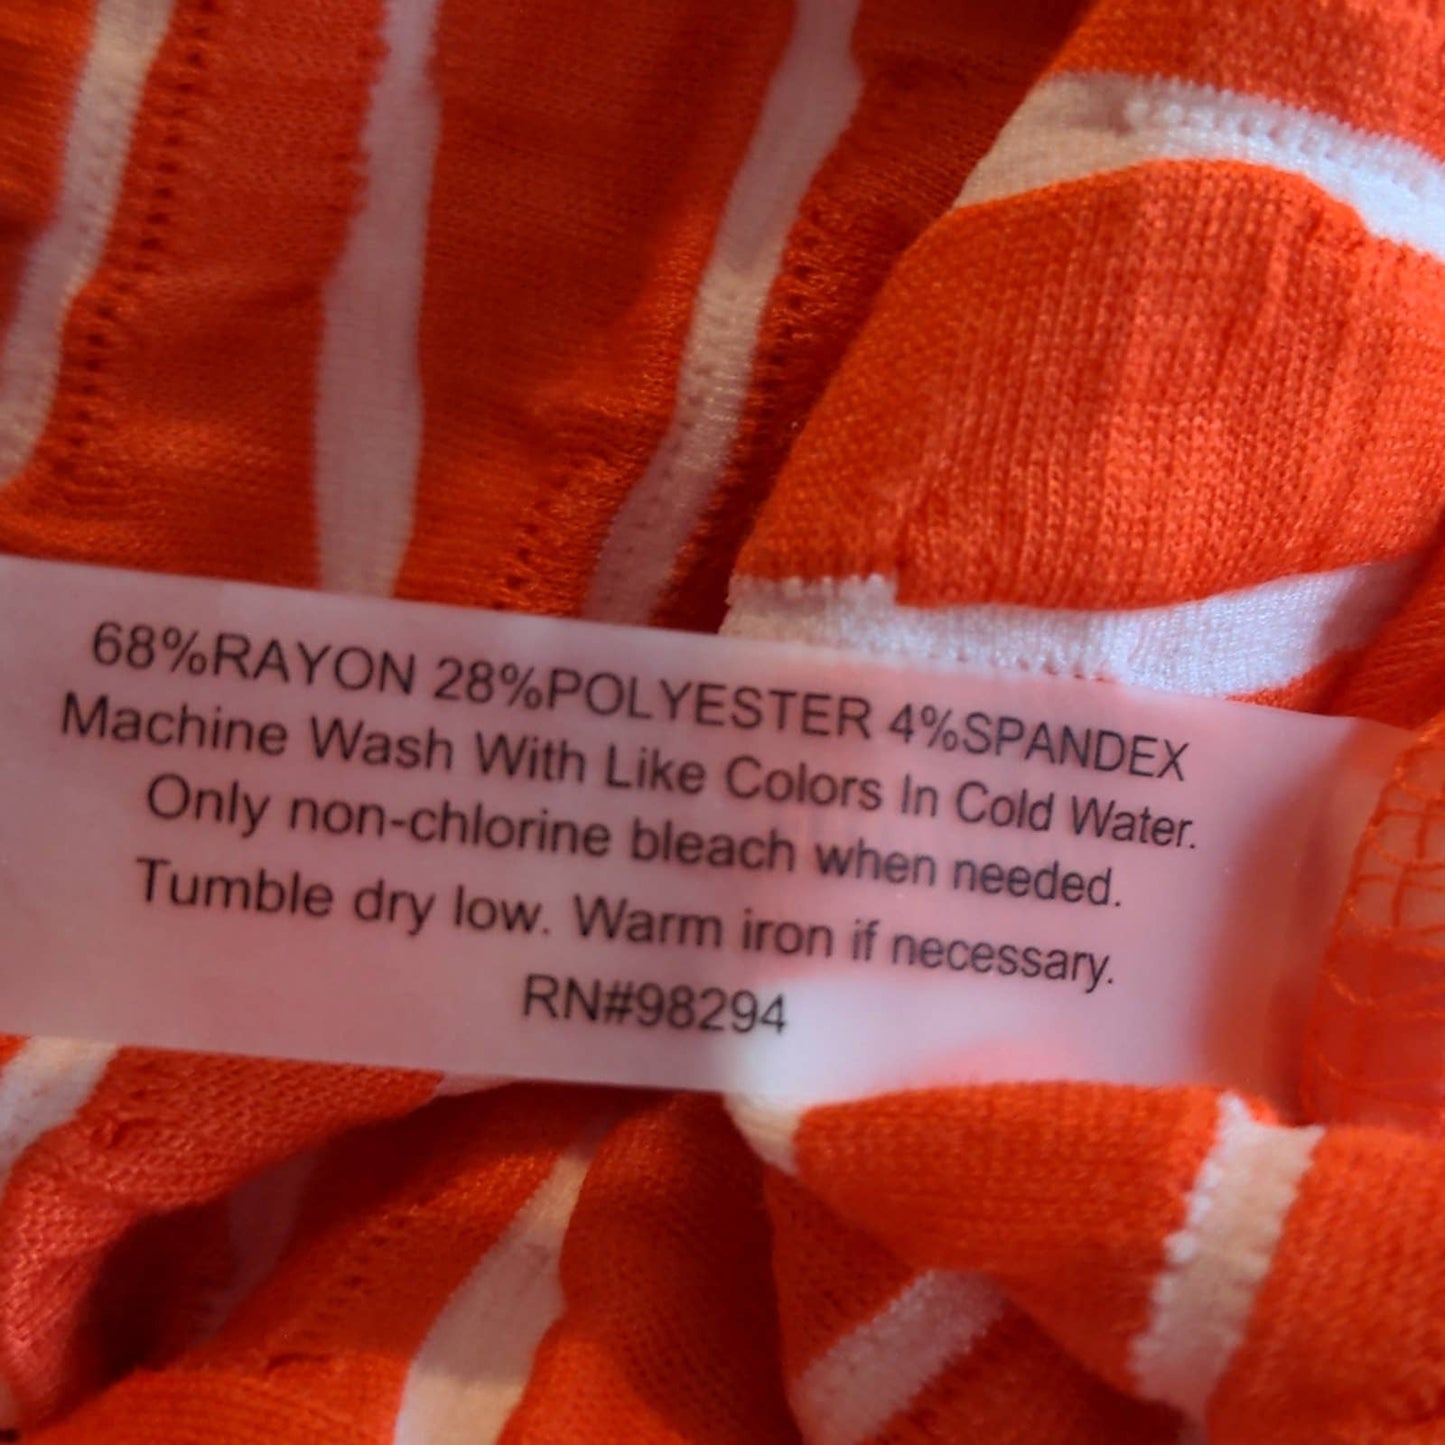 68%RAYON 28%POLYESTER 4%SPANDEX
Machine Wash With Like Colors In Cold Water.
Only non-chlorine bleach when needed.
Tumble dry low. Warm iron if necessary.
RN#98294